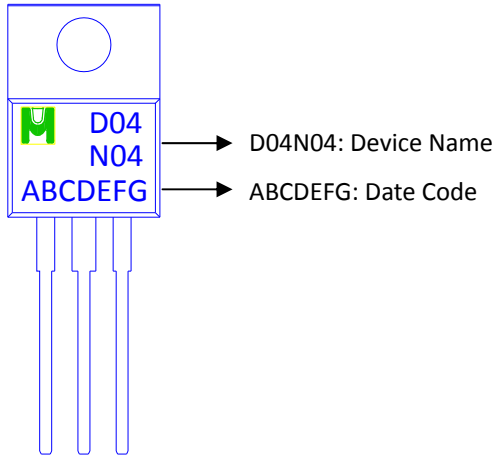 D04
N04
ABCDEFG
D04N04: Device Name
ABCDEFG: Date Code